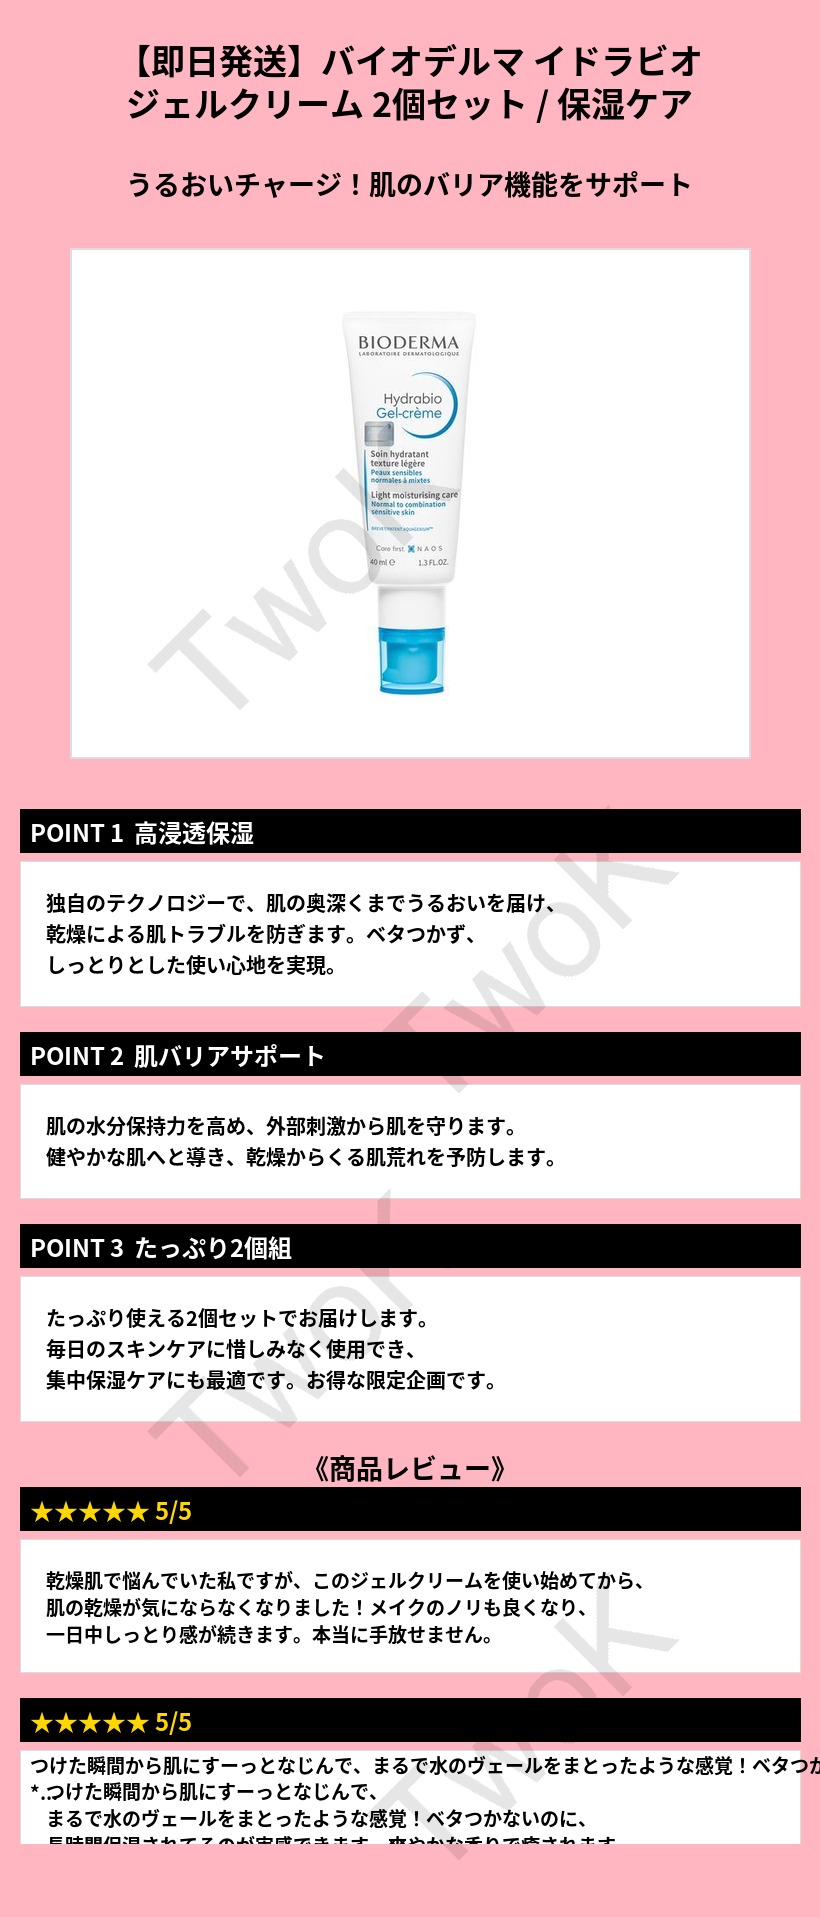 【即日発送】バイオデルマ イドラビオ
ジェルクリーム 2個セット / 保湿ケア
うるおいチャージ！肌のバリア機能をサポート
BIODERMA
LABORATOIRE DERMATOLOGIQUE
Hydrabio
Gel-crème
Soin hydratant
texture légère
Peaux sensibles
normales à mixtes
Light moisturising care
Normal to combination
sensitive skin
BREVET/PATENT AQUAGENIUM™
Care first. NAOS
40 ml ℮ 1.3 FL.OZ.
TwoK
POINT 1 高浸透保湿
独自のテクノロジーで、肌の奥深くまでうるおいを届け、
乾燥による肌トラブルを防ぎます。ベタつかず、
しっとりとした使い心地を実現。
TwoK
POINT 2 肌バリアサポート
肌の水分保持力を高め、外部刺激から肌を守ります。
健やかな肌へと導き、乾燥からくる肌荒れを予防します。
POINT 3 たっぷり2個組
たっぷり使える2個セットでお届けします。
毎日のスキンケアに惜しみなく使用でき、
集中保湿ケアにも最適です。お得な限定企画です。
TwoK
《商品レビュー》
★★★★★ 5/5
乾燥肌で悩んでいた私ですが、このジェルクリームを使い始めてから、
肌の乾燥が気にならなくなりました！メイクのノリも良くなり、
一日中しっとり感が続きます。本当に手放せません。
★★★★★ 5/5
つけた瞬間から肌にすーっとなじんで、まるで水のヴェールをまとったような感覚！ベタつか
*..つけた瞬間から肌にすーっとなじんで、
まるで水のヴェールをまとったような感覚！ベタつかないのに、
TwoK